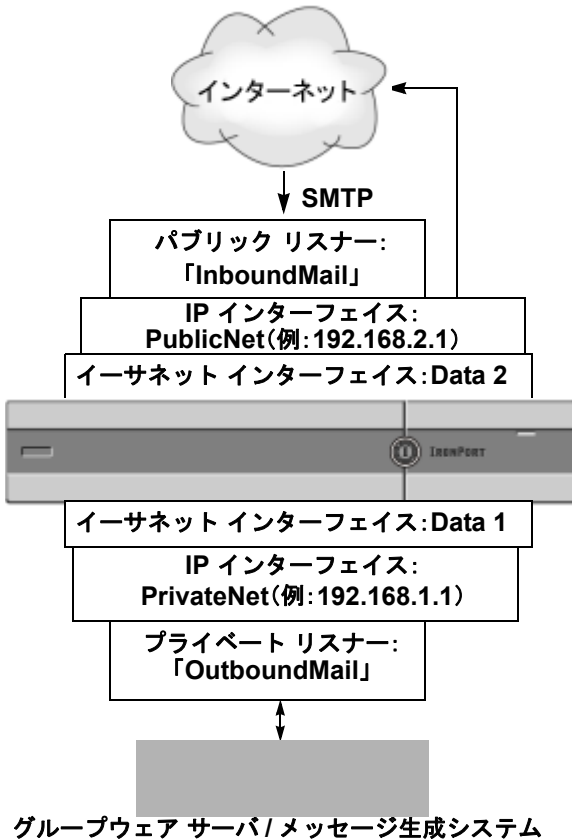 インターネット
SMTP
パブリック リスナー:
「InboundMail」
IP インターフェイス:
PublicNet(例:192.168.2.1)
イーサネット インターフェイス:Data 2
IRONPORT
イーサネット インターフェイス:Data 1
IP インターフェイス:
PrivateNet(例:192.168.1.1)
プライベート リスナー:
「OutboundMail」
グループウェア サーバ / メッセージ生成システム